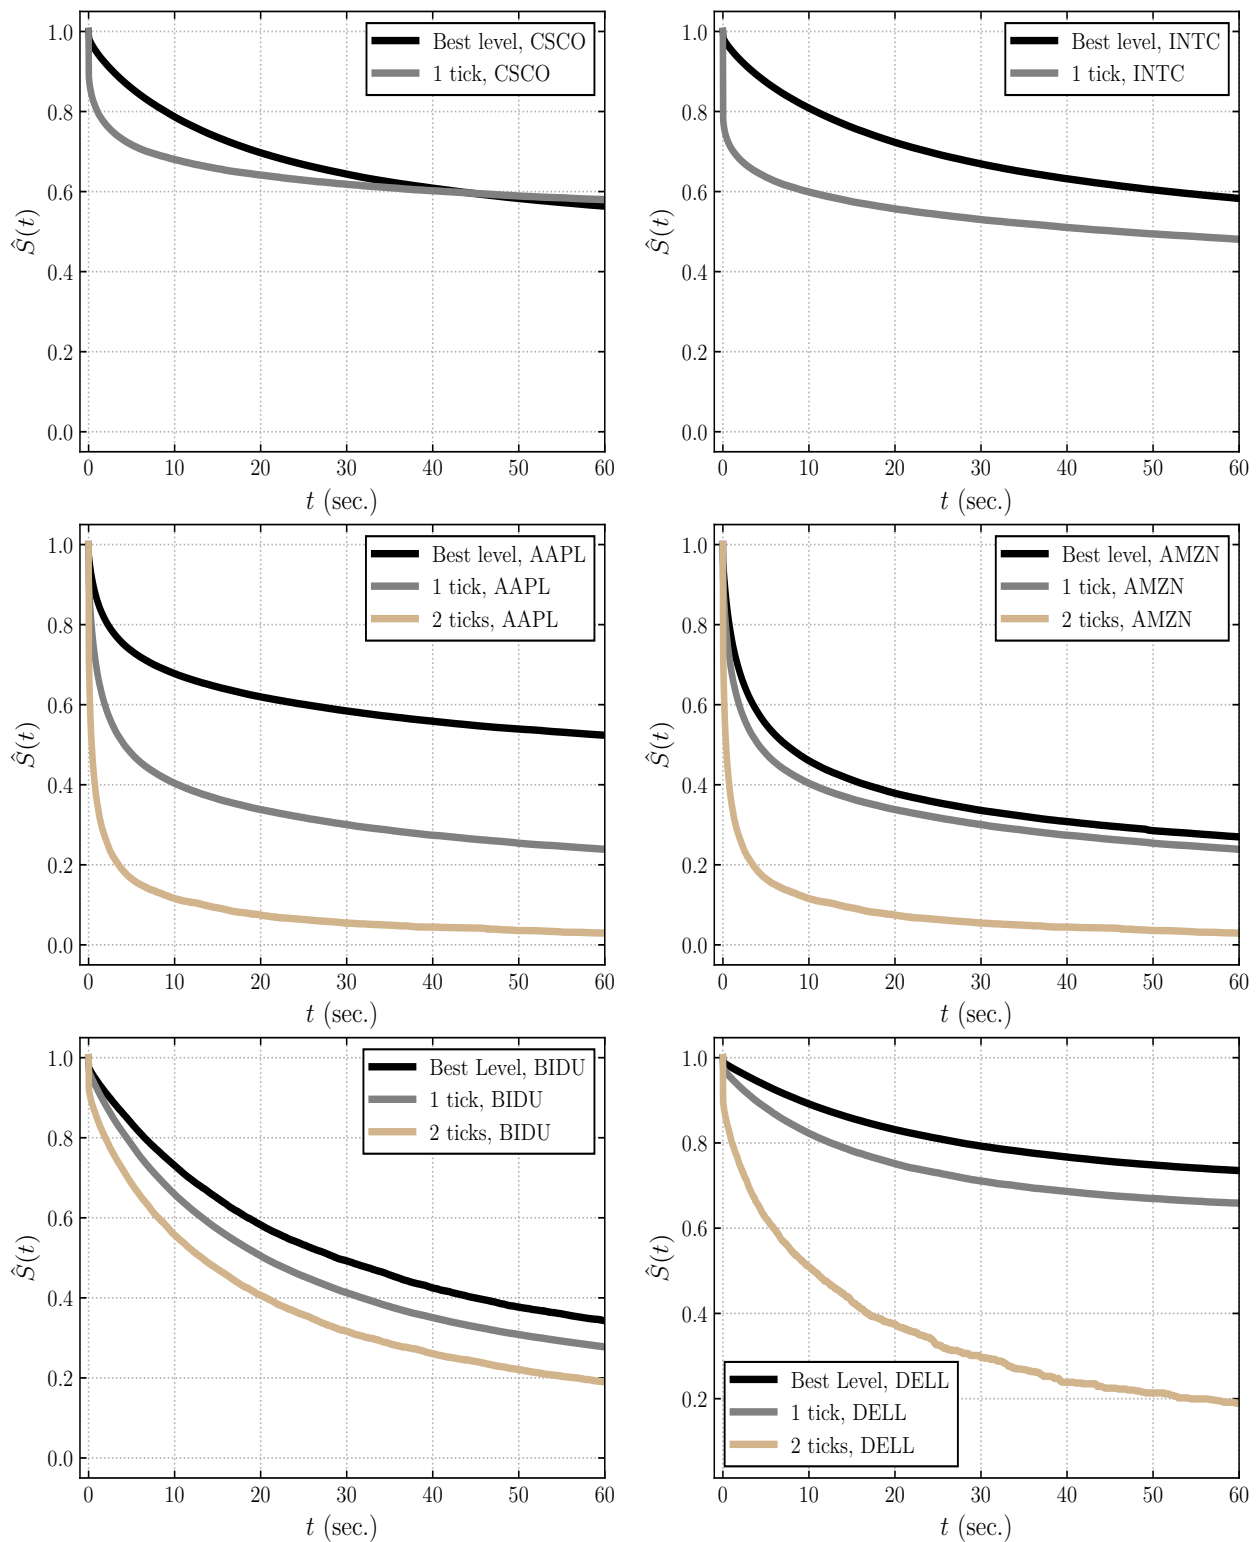 1.0
0.8
0.6
0.4
0.2
0.0
Ŝ(t)
Best level, CSCO
1 tick, CSCO
0 10 20 30 40 50 60
t (sec.)
1.0
0.8
0.6
0.4
0.2
0.0
Ŝ(t)
Best level, INTC
1 tick, INTC
0 10 20 30 40 50 60
t (sec.)
1.0
0.8
0.6
0.4
0.2
0.0
Ŝ(t)
Best level, AAPL
1 tick, AAPL
2 ticks, AAPL
0 10 20 30 40 50 60
t (sec.)
1.0
0.8
0.6
0.4
0.2
0.0
Ŝ(t)
Best level, AMZN
1 tick, AMZN
2 ticks, AMZN
0 10 20 30 40 50 60
t (sec.)
1.0
0.8
0.6
0.4
0.2
0.0
Ŝ(t)
Best Level, BIDU
1 tick, BIDU
2 ticks, BIDU
0 10 20 30 40 50 60
t (sec.)
1.0
0.8
0.6
0.4
0.2
Ŝ(t)
Best Level, DELL
1 tick, DELL
2 ticks, DELL
0 10 20 30 40 50 60
t (sec.)